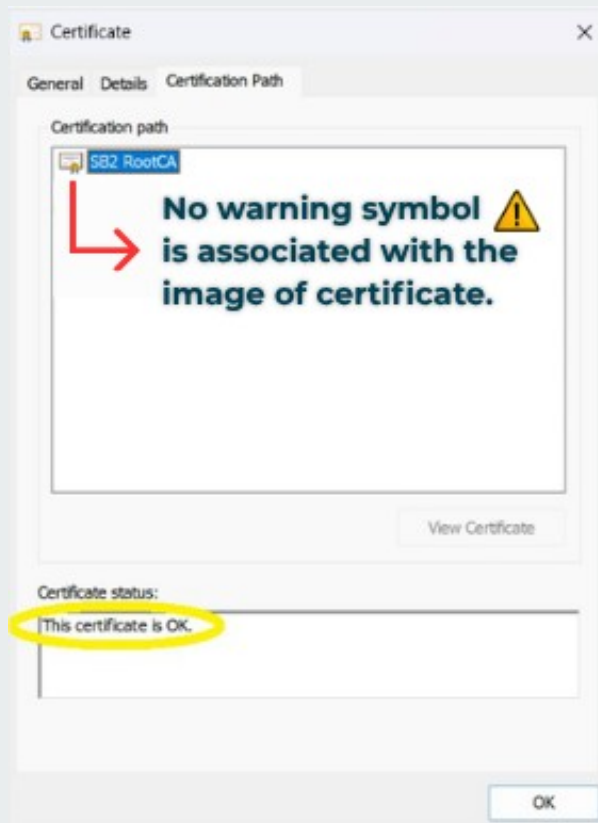 Certificate
General Details Certification Path
Certification path
SB2 RootCA
No warning symbol
is associated with the
image of certificate.
View Certificate
Certificate status:
This certificate is OK.
OK